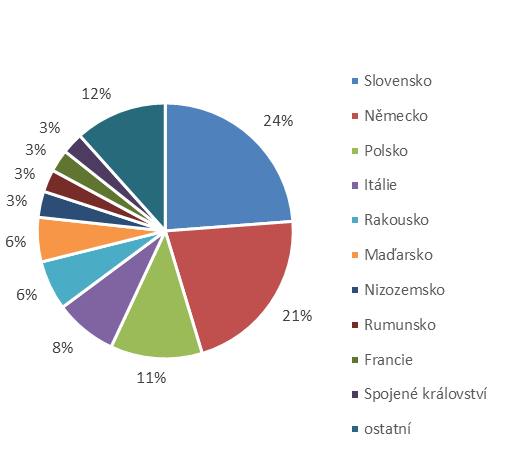 24%
21%
11%
8%
6%
6%
3%
3%
3%
3%
12%
Slovensko
Německo
Polsko
Itálie
Rakousko
Maďarsko
Nizozemsko
Rumunsko
Francie
Spojené království
ostatní